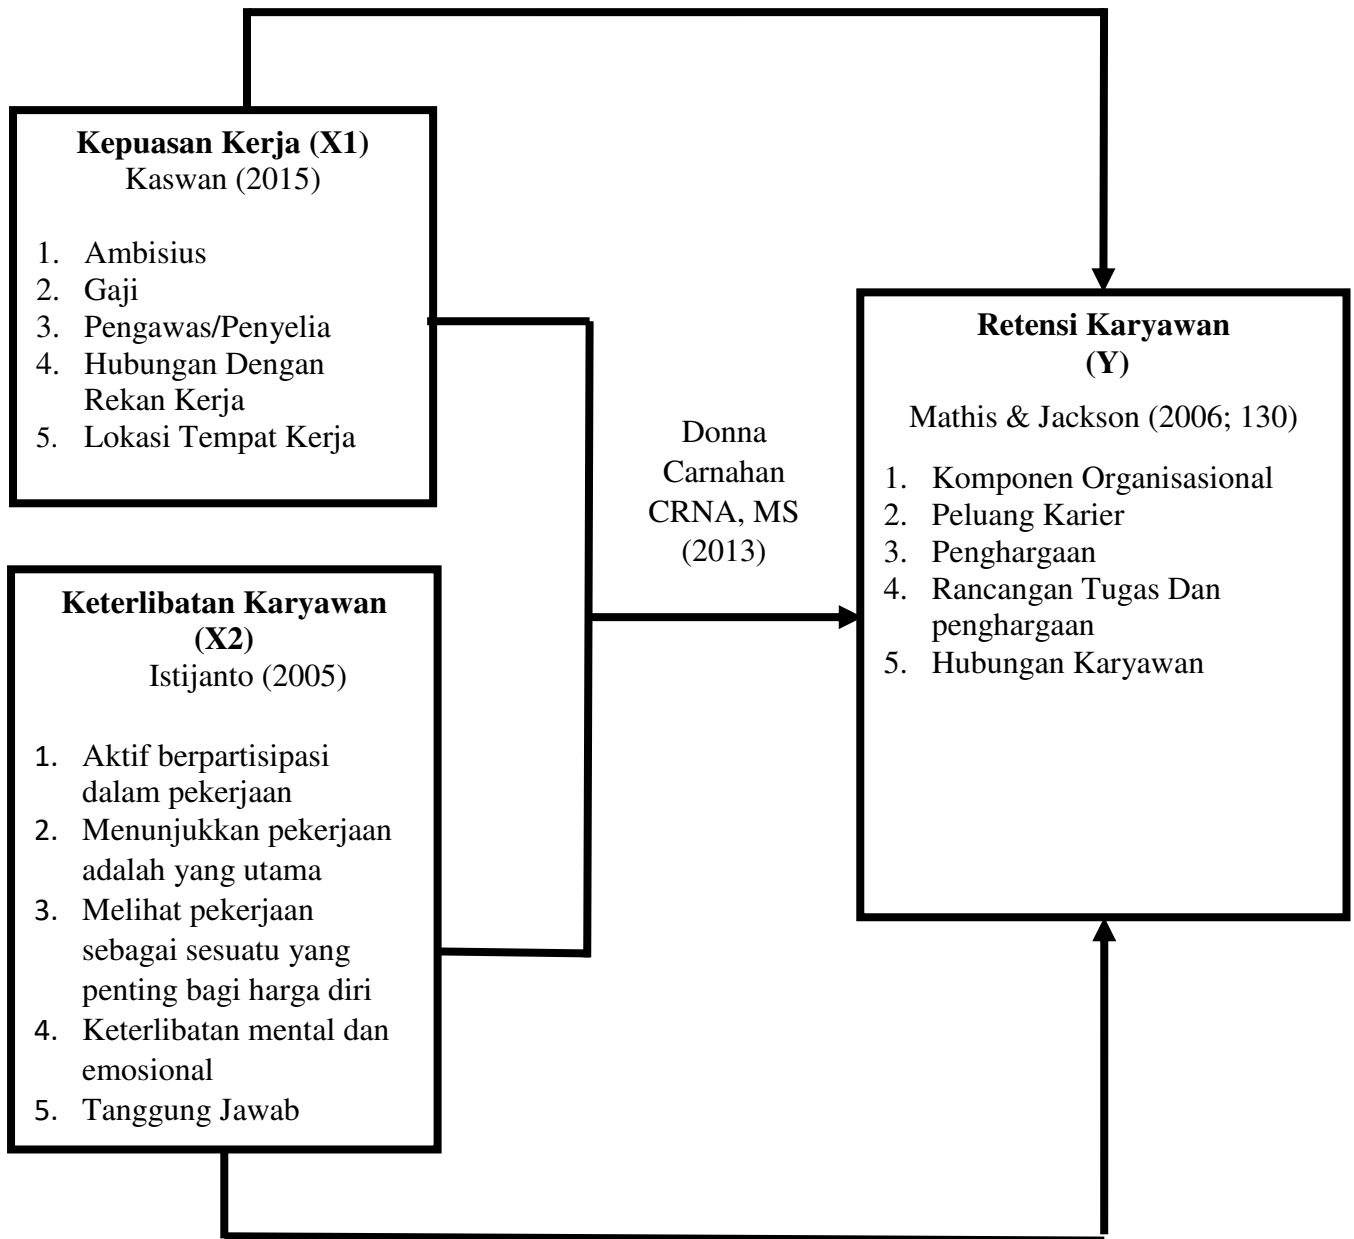 Kepuasan Kerja (X1)
Kaswan (2015)
1. Ambisius
2. Gaji
3. Pengawas/Penyelia
4. Hubungan Dengan
Rekan Kerja
5. Lokasi Tempat Kerja
Keterlibatan Karyawan
(X2)
Istijanto (2005)
1. Aktif berpartisipasi
dalam pekerjaan
2. Menunjukkan pekerjaan
adalah yang utama
3. Melihat pekerjaan
sebagai sesuatu yang
penting bagi harga diri
4. Keterlibatan mental dan
emosional
5. Tanggung Jawab
Donna
Carnahan
CRNA, MS
(2013)
Retensi Karyawan
(Y)
Mathis & Jackson (2006; 130)
1. Komponen Organisasional
2. Peluang Karier
3. Penghargaan
4. Rancangan Tugas Dan
penghargaan
5. Hubungan Karyawan